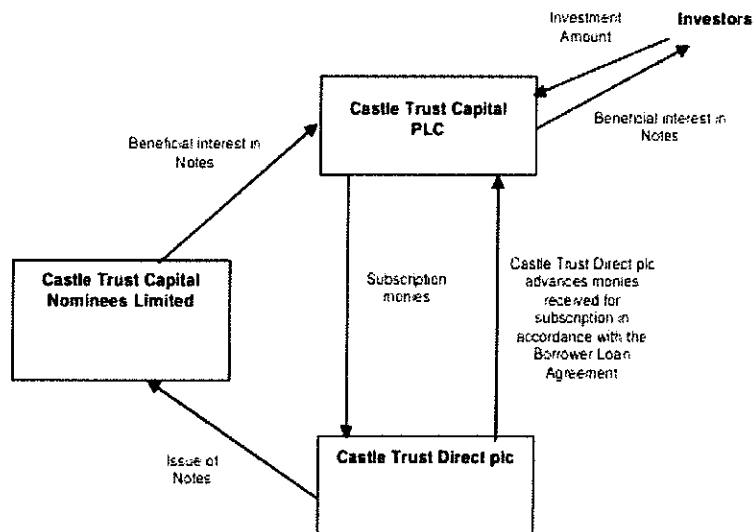 Investment
Amount
Investors
Castle Trust Capital
PLC
Beneficial interest in
Notes
Beneficial interest in
Notes
Castle Trust Capital
Nominees Limited
Subscription
monies
Castle Trust Direct plc
advances monies
received for
subscription in
accordance with the
Borrower Loan
Agreement
Issue of
Notes
Castle Trust Direct plc